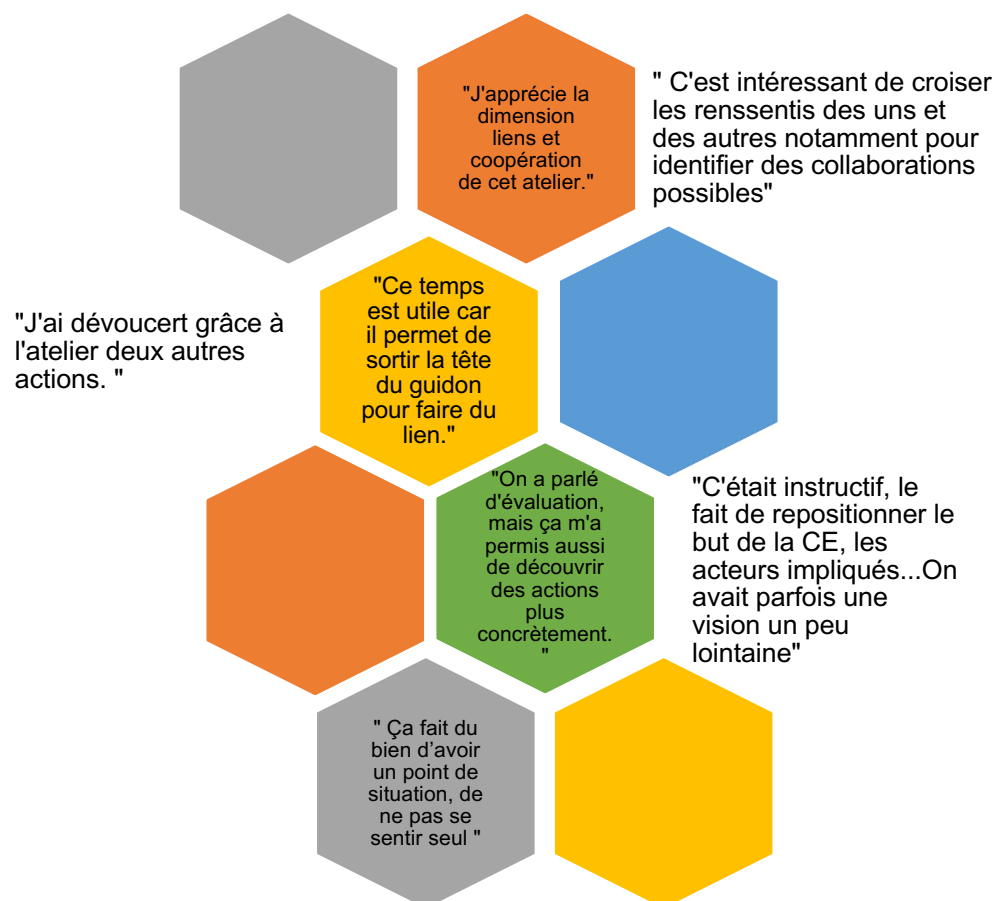 "J'apprécie la
dimension
liens et
coopération
de cet atelier."
" C'est intéressant de croiser
les renssentis des uns et
des autres notamment pour
identifier des collaborations
possibles"
"J'ai dévoucert grâce à
l'atelier deux autres
actions. "
"Ce temps
est utile car
il permet de
sortir la tête
du guidon
pour faire du
lien."
"On a parlé
d'évaluation,
mais ça m'a
permis aussi
de découvrir
des actions
plus
concrètement.
"
"C'était instructif, le
fait de repositionner le
but de la CE, les
acteurs impliqués...On
avait parfois une
vision un peu
lointaine"
" Ça fait du
bien d’avoir
un point de
situation, de
ne pas se
sentir seul "